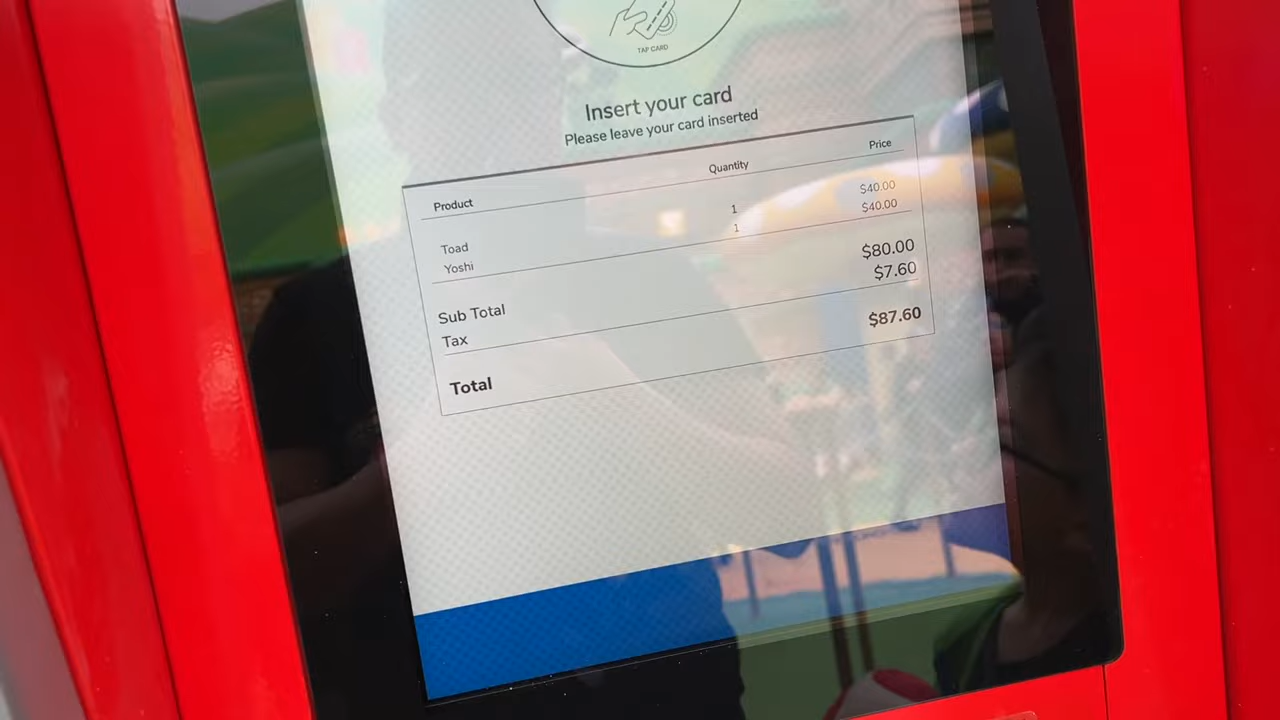 TAP CARD
Insert your card
Please leave your card inserted
Product Quantity Price
Toad 1 $40.00
Yoshi 1 $40.00
Sub Total $80.00
Tax $7.60
Total $87.60